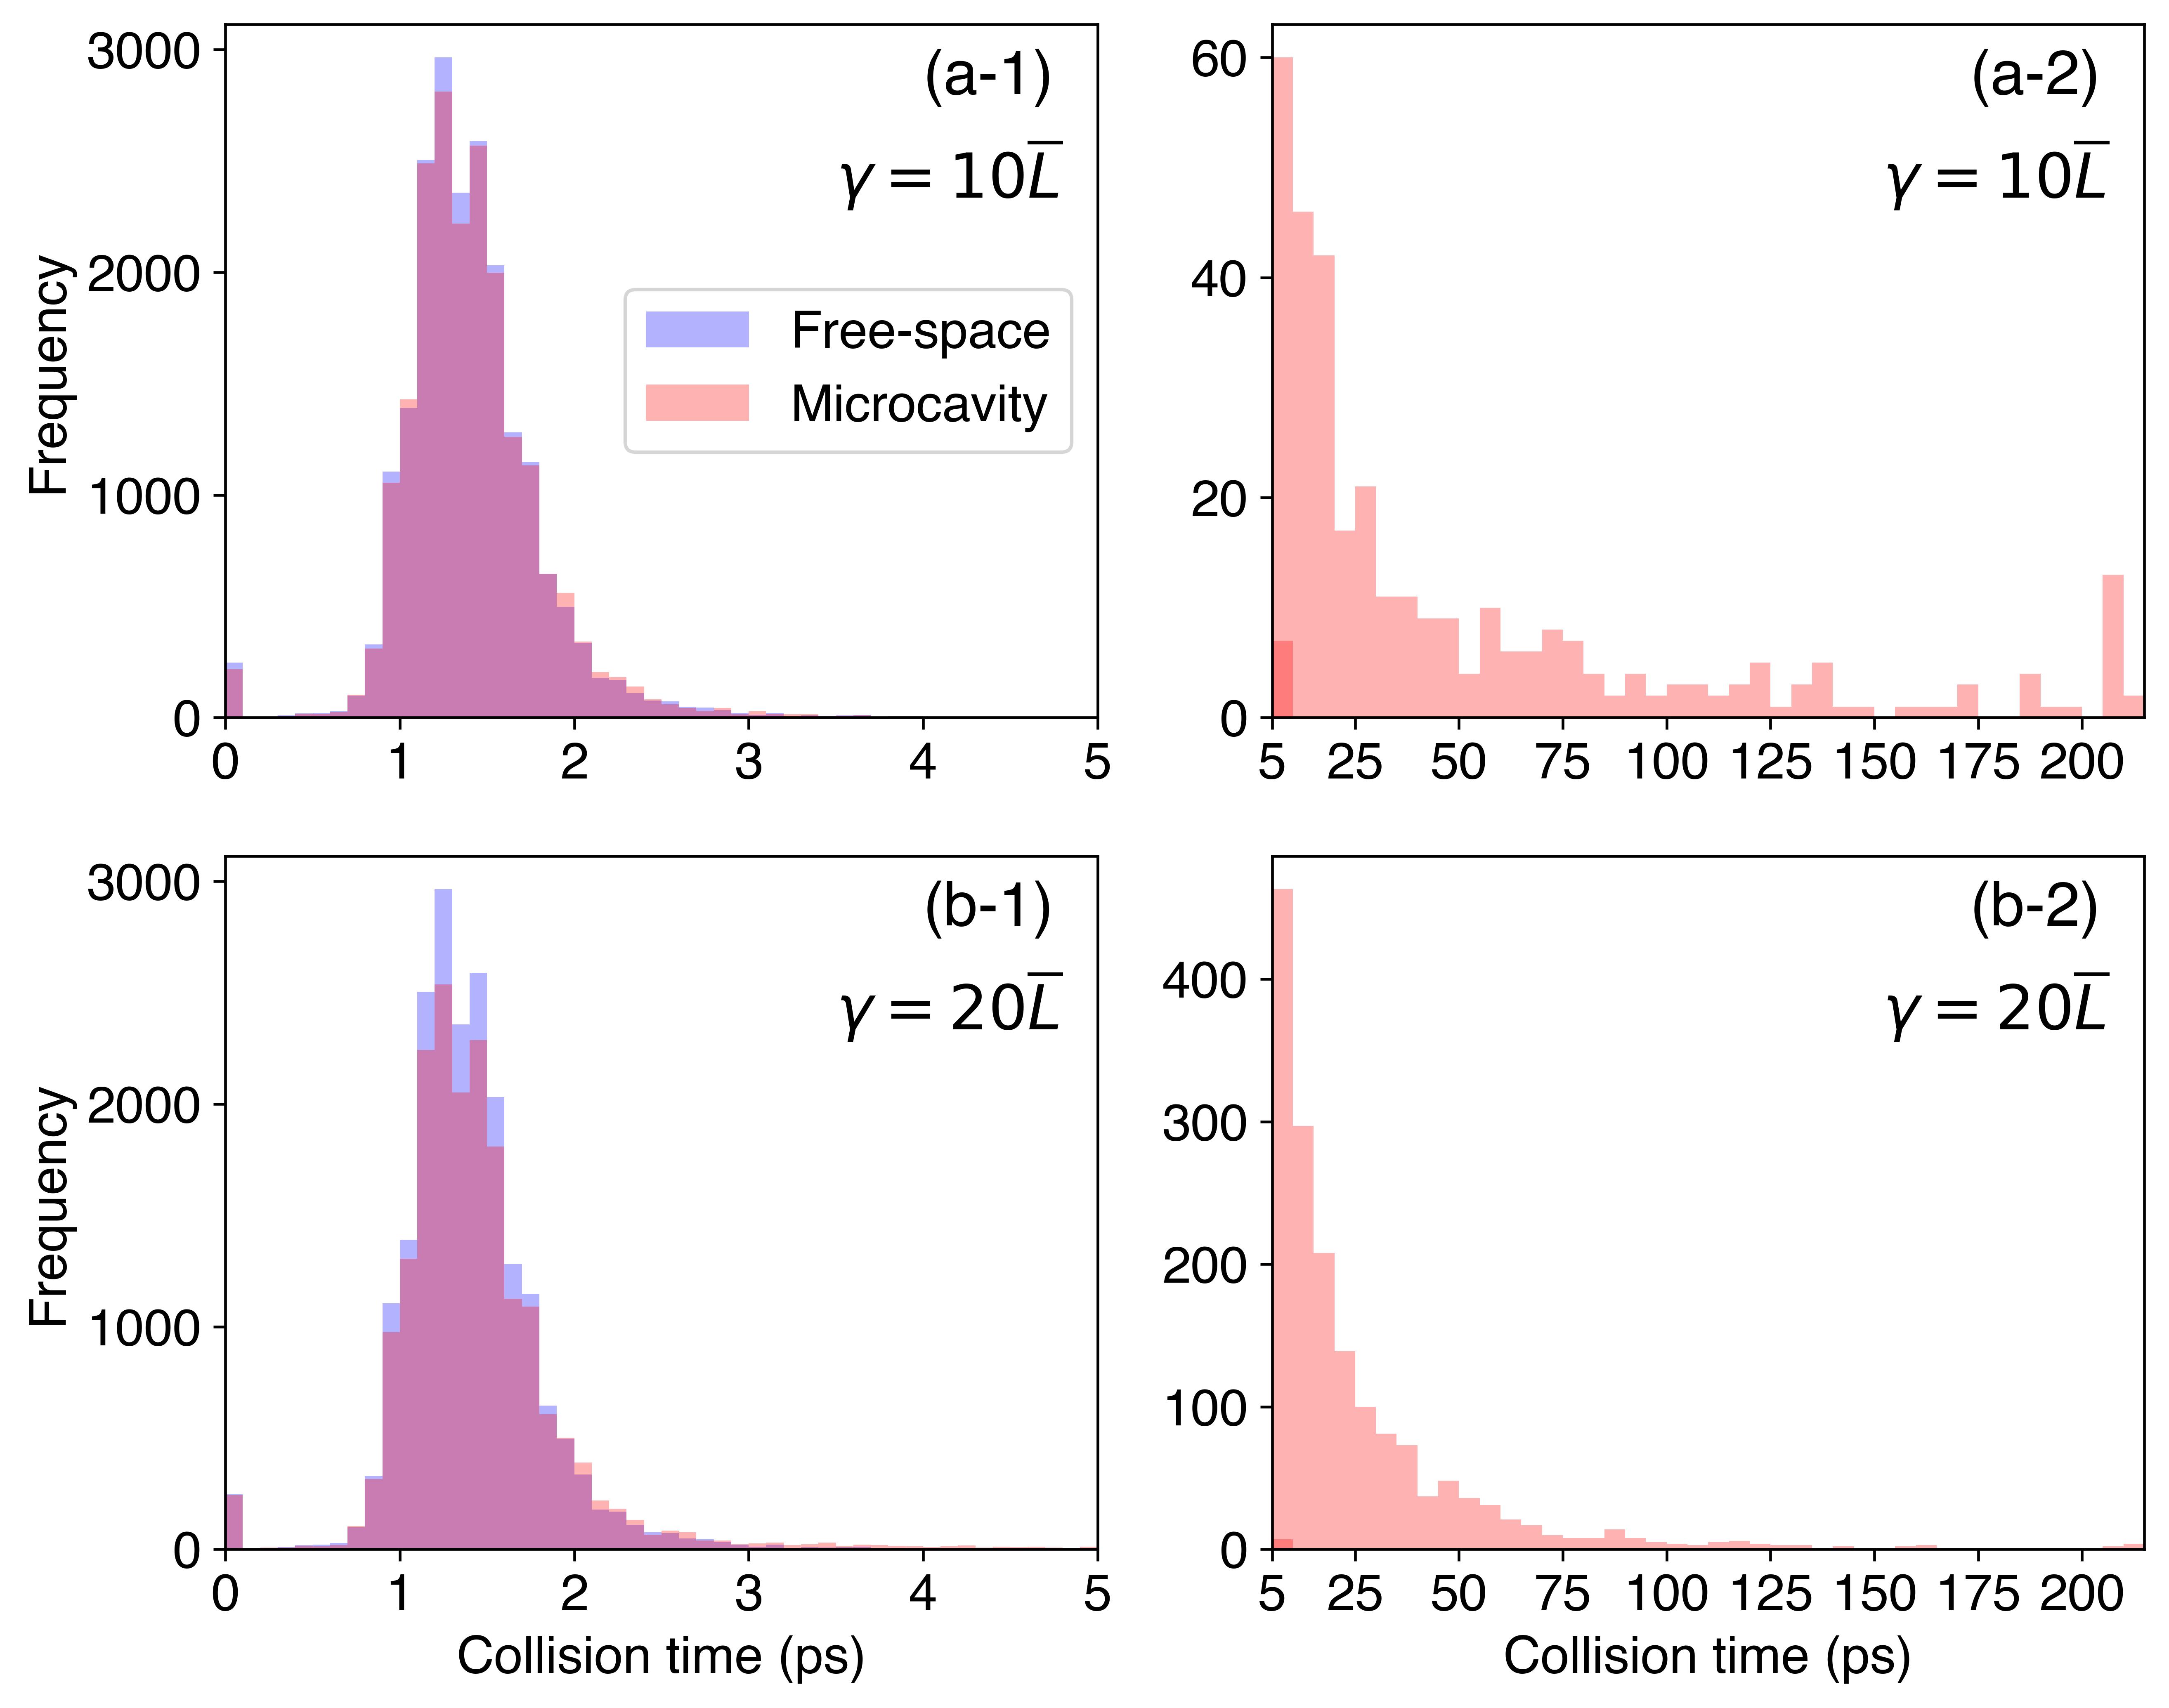 Frequency
3000
2000
1000
0
0 1 2 3 4 5
(a-1)
γ = 10L̅
Free-space
Microcavity
60
40
20
0
5 25 50 75 100 125 150 175 200
(a-2)
γ = 10L̅
Frequency
3000
2000
1000
0
0 1 2 3 4 5
Collision time (ps)
(b-1)
γ = 20L̅
400
300
200
100
0
5 25 50 75 100 125 150 175 200
Collision time (ps)
(b-2)
γ = 20L̅